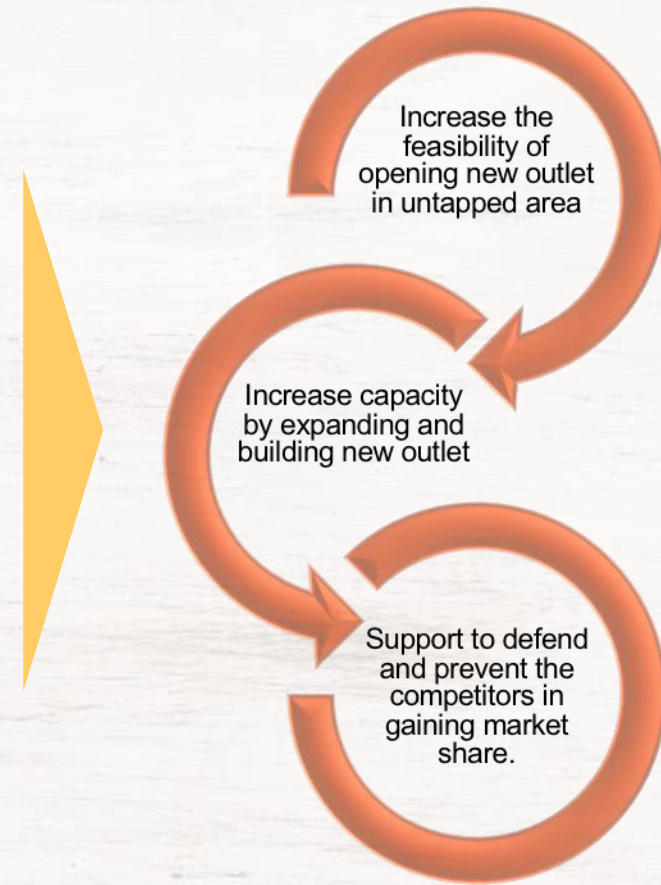 Increase the
feasibility of
opening new outlet
in untapped area
Increase capacity
by expanding and
building new outlet
Support to defend
and prevent the
competitors in
gaining market
share.